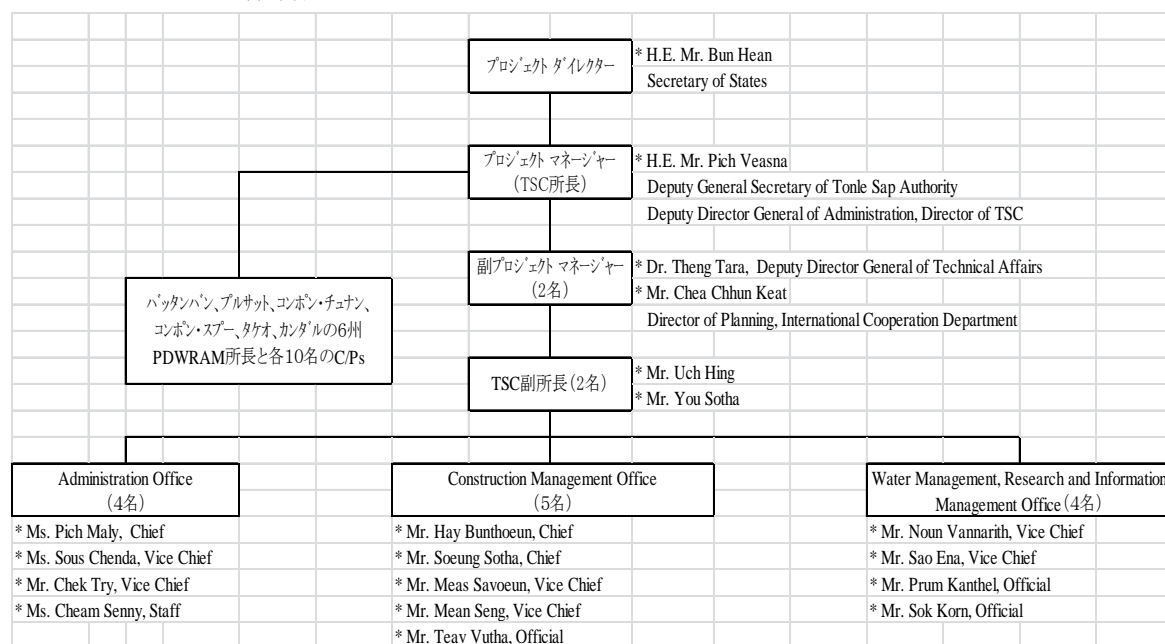 プロジェクト ダイレクター
* H.E. Mr. Bun Hean
Secretary of States
プロジェクト マネージャー
(TSC所長)
* H.E. Mr. Pich Veasna
Deputy General Secretary of Tonle Sap Authority
Deputy Director General of Administration, Director of TSC
副プロジェクト マネージャー
(2名)
* Dr. Theng Tara, Deputy Director General of Technical Affairs
* Mr. Chea Chhun Keat
Director of Planning, International Cooperation Department
バッタンバン、プルサット、コンポン・チュナン、
コンポン・スプー、タケオ、カンダルの6州
PDWRAM所長と各10名のC/Ps
TSC副所長(2名)
* Mr. Uch Hing
* Mr. You Sotha
Administration Office
(4名)
* Ms. Pich Maly, Chief
* Ms. Sous Chenda, Vice Chief
* Mr. Chek Try, Vice Chief
* Ms. Cheam Senny, Staff
Construction Management Office
(5名)
* Mr. Hay Bunthoeun, Chief
* Mr. Soeung Sotha, Chief
* Mr. Meas Savoeun, Vice Chief
* Mr. Mean Seng, Vice Chief
* Mr. Teav Vutha, Official
Water Management, Research and Information
Management Office(4名)
* Mr. Noun Vannarith, Vice Chief
* Mr. Sao Ena, Vice Chief
* Mr. Prum Kanthel, Official
* Mr. Sok Korn, Official